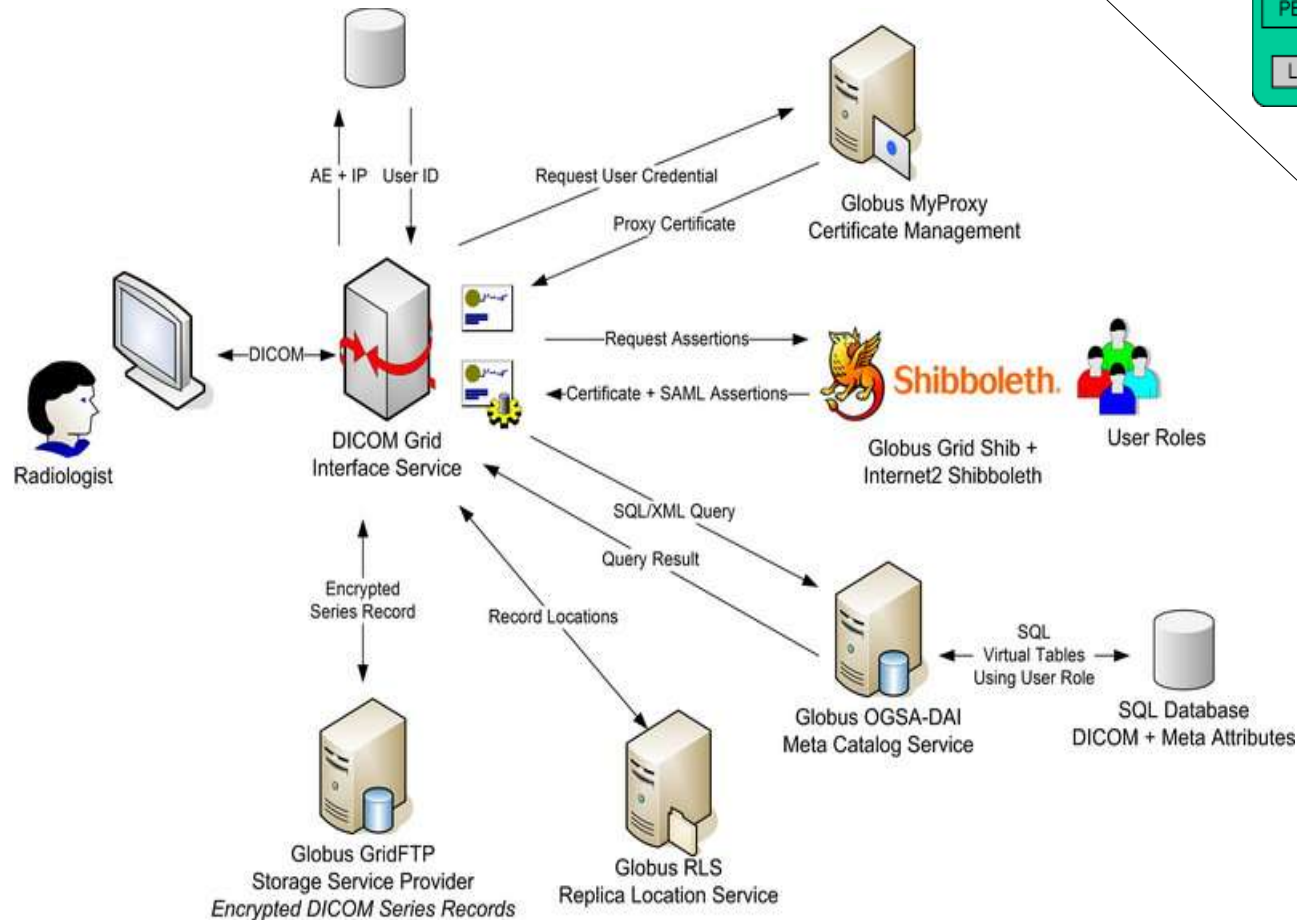 PE
L
AE + IP User ID
Request User Credential
Proxy Certificate
Globus MyProxy
Certificate Management
DICOM
Request Assertions
Certificate + SAML Assertions
Shibboleth.
DICOM Grid
Interface Service
Radiologist
Globus Grid Shib +
Internet2 Shibboleth
User Roles
SQL/XML Query
Query Result
Encrypted
Series Record
Record Locations
SQL
Virtual Tables
Using User Role
Globus OGSA-DAI
Meta Catalog Service
SQL Database
DICOM + Meta Attributes
Globus GridFTP
Storage Service Provider
Encrypted DICOM Series Records
Globus RLS
Replica Location Service